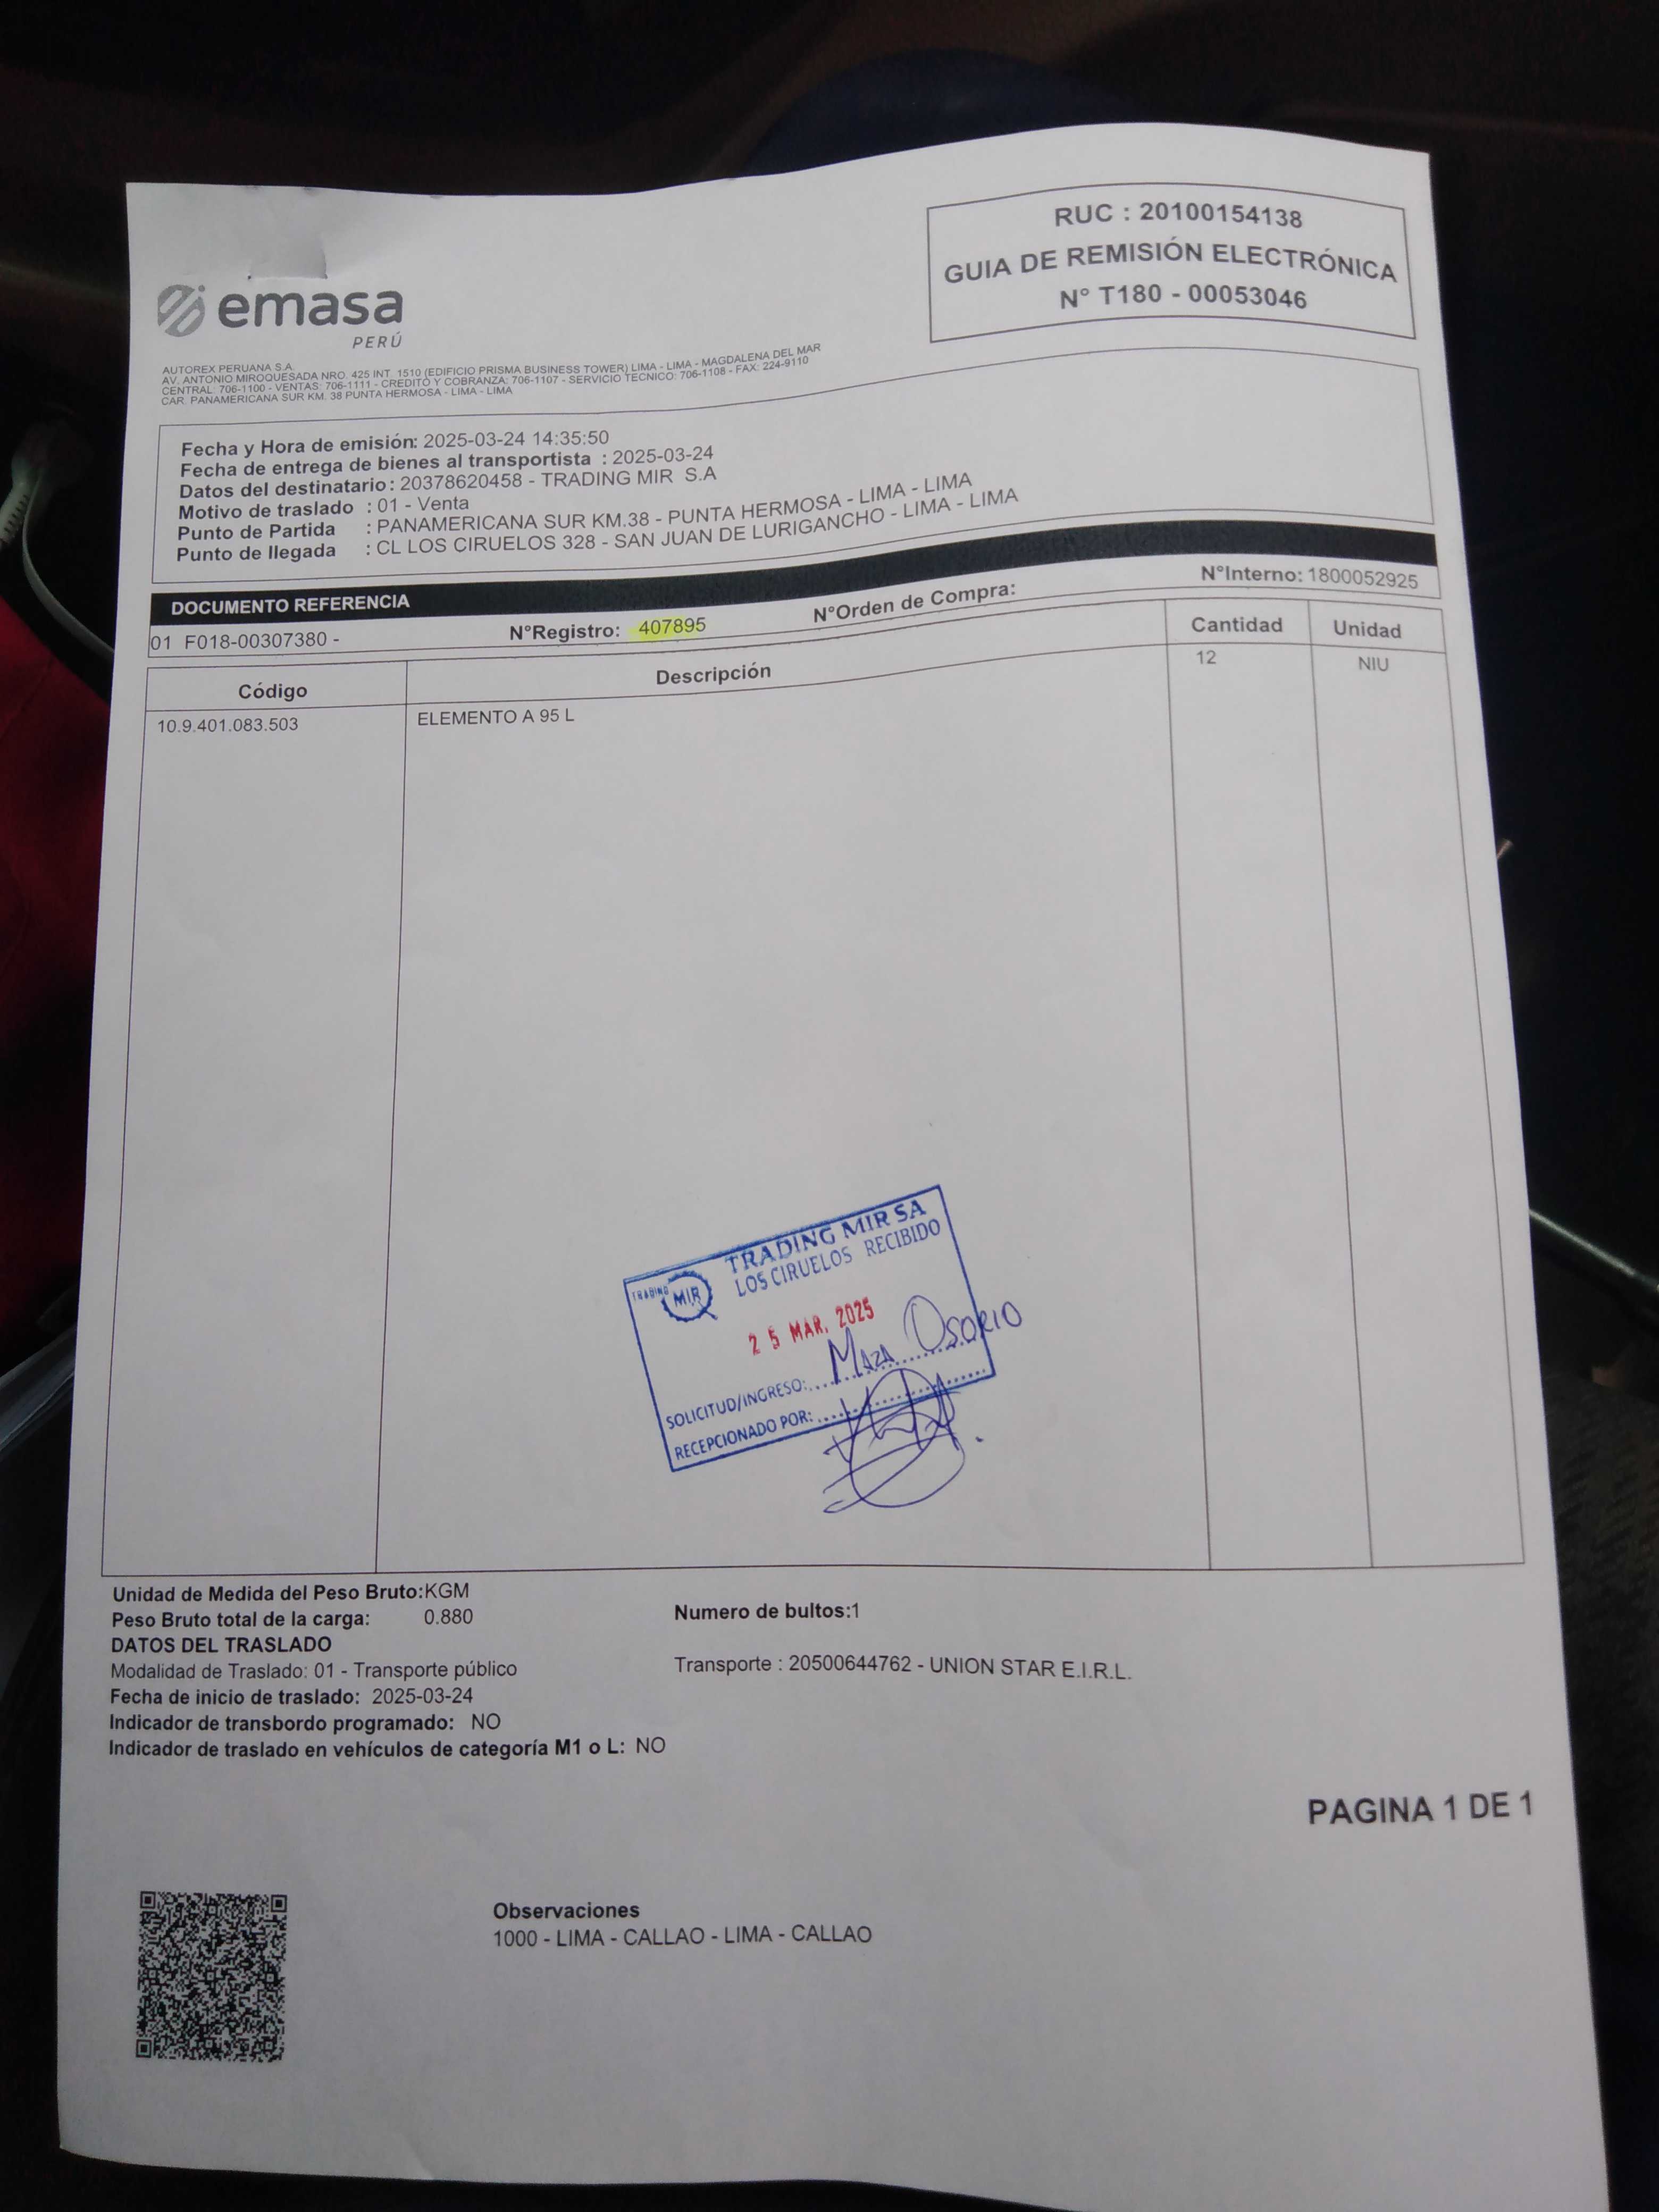 RUC : 20100154138
GUIA DE REMISIÓN ELECTRÓNICA
N° T180 - 00053046
emasa
PERÚ
AUTOREX PERUANA S.A.
AV. ANTONIO MIROQUESADA NRO. 425 INT. 1510 (EDIFICIO PRISMA BUSINESS TOWER) LIMA - LIMA - MAGDALENA DEL MAR
CENTRAL: 706-1100 - VENTAS: 706-1111 - CREDITO Y COBRANZA: 706-1107 - SERVICIO TECNICO: 706-1108 - FAX: 224-9110
CAR. PANAMERICANA SUR KM. 38 PUNTA HERMOSA - LIMA - LIMA
Fecha y Hora de emisión: 2025-03-24 14:35:50
Fecha de entrega de bienes al transportista : 2025-03-24
Datos del destinatario: 20378620458 - TRADING MIR S.A
Motivo de traslado : 01 - Venta
Punto de Partida : PANAMERICANA SUR KM.38 - PUNTA HERMOSA - LIMA - LIMA
Punto de llegada : CL LOS CIRUELOS 328 - SAN JUAN DE LURIGANCHO - LIMA - LIMA
DOCUMENTO REFERENCIA
01 F018-00307380 - N°Registro: 407895 N°Orden de Compra: N°Interno: 1800052925
Código Descripción Cantidad Unidad
10.9.401.083.503 ELEMENTO A 95 L 12 NIU
TRADING MIR SA
TRADING MIR LOS CIRUELOS RECIBIDO
25 MAR. 2025
SOLICITUD/INGRESO: Maza Osorio
RECEPCIONADO POR:
Unidad de Medida del Peso Bruto:KGM
Peso Bruto total de la carga: 0.880 Numero de bultos:1
DATOS DEL TRASLADO
Modalidad de Traslado: 01 - Transporte público Transporte : 20500644762 - UNION STAR E.I.R.L.
Fecha de inicio de traslado: 2025-03-24
Indicador de transbordo programado: NO
Indicador de traslado en vehículos de categoría M1 o L: NO
PAGINA 1 DE 1
Observaciones
1000 - LIMA - CALLAO - LIMA - CALLAO